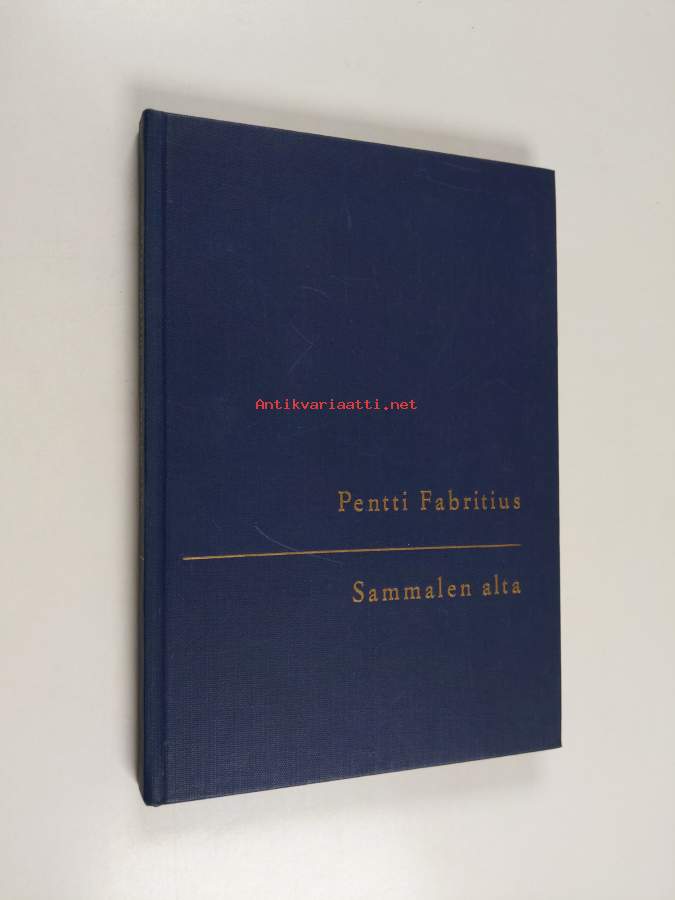 Antikvariaatti.net
Pentti Fabritius
Sammalen alta